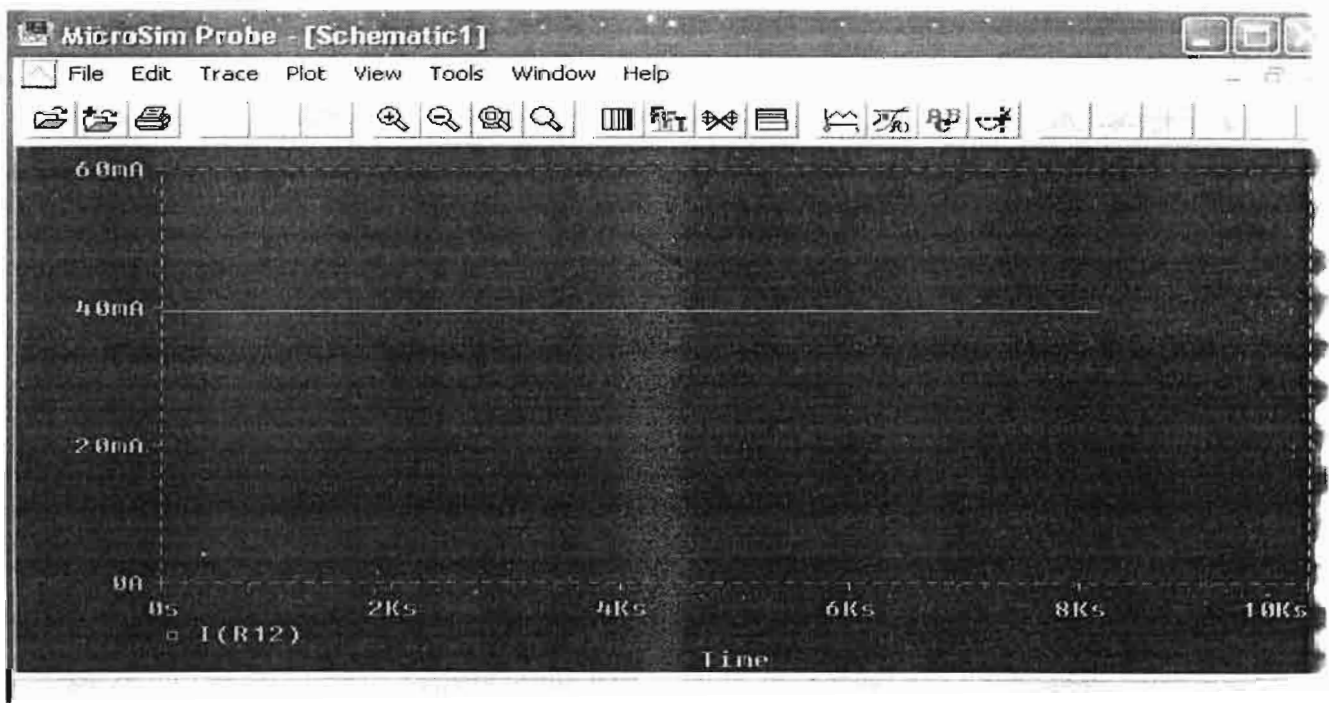 MicroSim Probe - [Schematic1]
File Edit Trace Plot View Tools Window Help
60mA
40mA
20mA
0A
0s 2Ks 4Ks 6Ks 8Ks 10Ks
I(R12)
Time